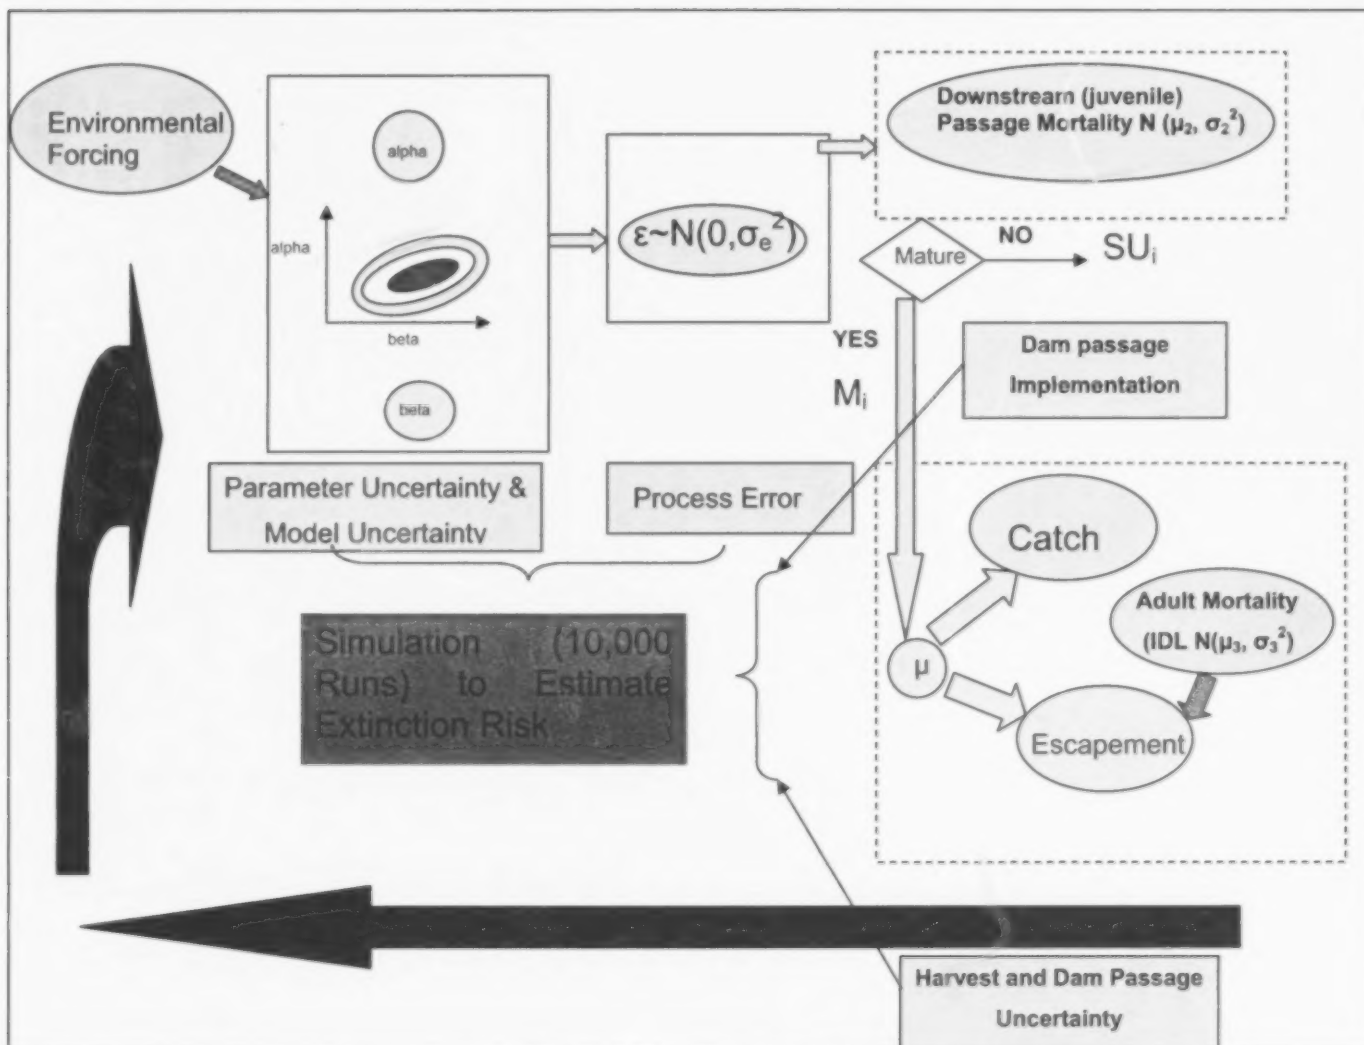 Environmental
Forcing
alpha
alpha
beta
beta
ε~N(0,σₑ²)
Downstream (juvenile)
Passage Mortality N (μ₂, σ₂²)
Mature
NO
SUᵢ
YES
Mᵢ
Dam passage
Implementation
Parameter Uncertainty &
Model Uncertainty
Process Error
Catch
Adult Mortality
(IDL N(μ₃, σ₃²)
μ
Escapement
Simulation (10,000
Runs) to Estimate
Extinction Risk
Harvest and Dam Passage
Uncertainty